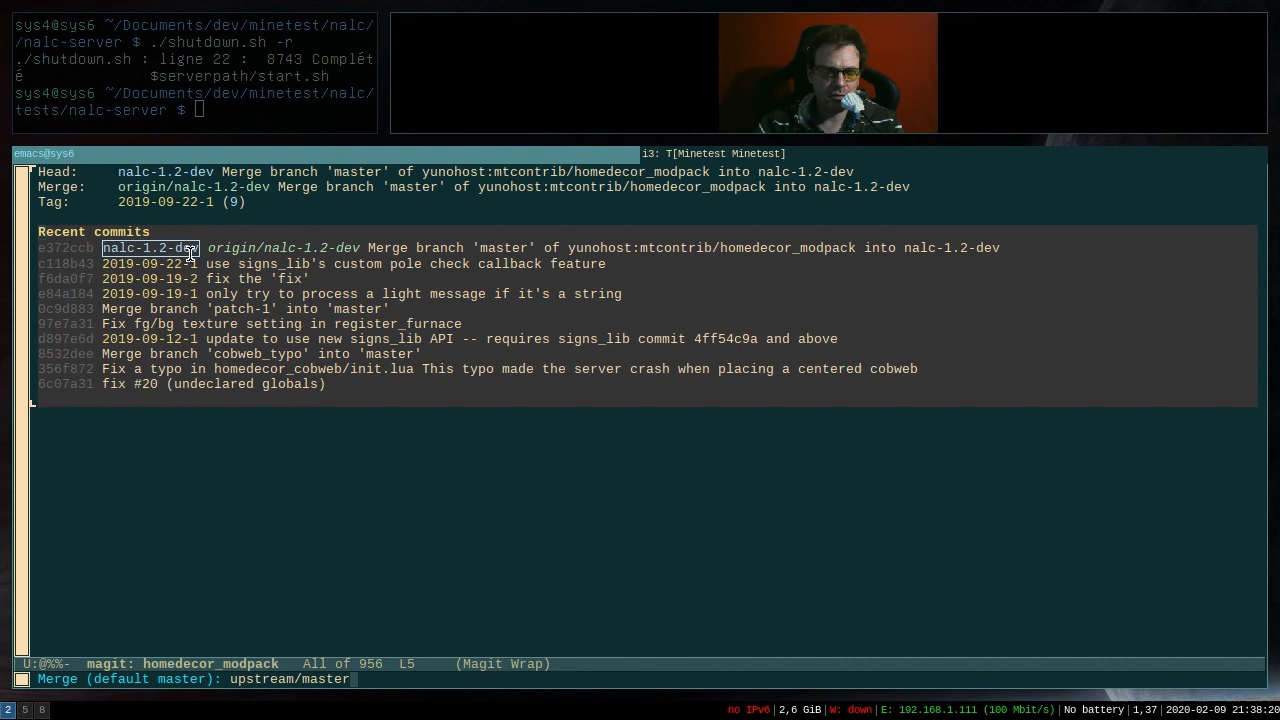 sys4@sys6 ~/Documents/dev/minetest/nalc/
/nalc-server $ ./shutdown.sh -r
./shutdown.sh : ligne 22 :  8743 Complét
é                $serverpath/start.sh
sys4@sys6 ~/Documents/dev/minetest/nalc/
tests/nalc-server $
emacs@sys6
i3: T[Minetest Minetest]
Head:     nalc-1.2-dev Merge branch 'master' of yunohost:mtcontrib/homedecor_modpack into nalc-1.2-dev
Merge:    origin/nalc-1.2-dev Merge branch 'master' of yunohost:mtcontrib/homedecor_modpack into nalc-1.2-dev
Tag:      2019-09-22-1 (9)
Recent commits
e372ccb nalc-1.2-dev origin/nalc-1.2-dev Merge branch 'master' of yunohost:mtcontrib/homedecor_modpack into nalc-1.2-dev
c118b43 2019-09-22-1 use signs_lib's custom pole check callback feature
f6da0f7 2019-09-19-2 fix the 'fix'
e84a184 2019-09-19-1 only try to process a light message if it's a string
0c9d883 Merge branch 'patch-1' into 'master'
97e7a31 Fix fg/bg texture setting in register_furnace
d897e6d 2019-09-12-1 update to use new signs_lib API -- requires signs_lib commit 4ff54c9a and above
8532dee Merge branch 'cobweb_typo' into 'master'
356f872 Fix a typo in homedecor_cobweb/init.lua This typo made the server crash when placing a centered cobweb
6c07a31 fix #20 (undeclared globals)
U:@%%-  magit: homedecor_modpack   All of 956  L5     (Magit Wrap)
Merge (default master): upstream/master
2 5 8
no IPv6|2,6 GiB|W: down|E: 192.168.1.111 (100 Mbit/s)|No battery|1,37|2020-02-09 21:38:20